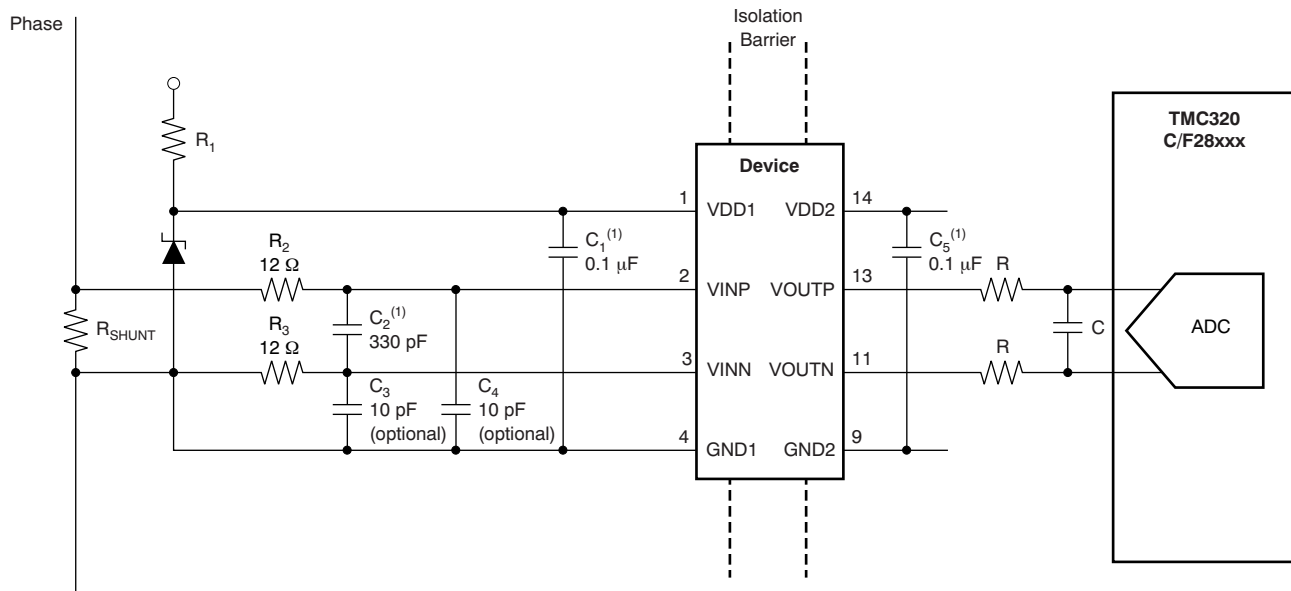 Phase
Isolation
Barrier
TMC320
C/F28xxx
R1
Device
1
VDD1
VDD2
14
R2
12 Ω
C1(1)
0.1 µF
C5(1)
0.1 µF
2
VINP
VOUTP
13
R
RSHUNT
C2(1)
330 pF
C
ADC
R3
12 Ω
3
VINN
VOUTN
11
R
C3
10 pF
(optional)
C4
10 pF
(optional)
4
GND1
GND2
9